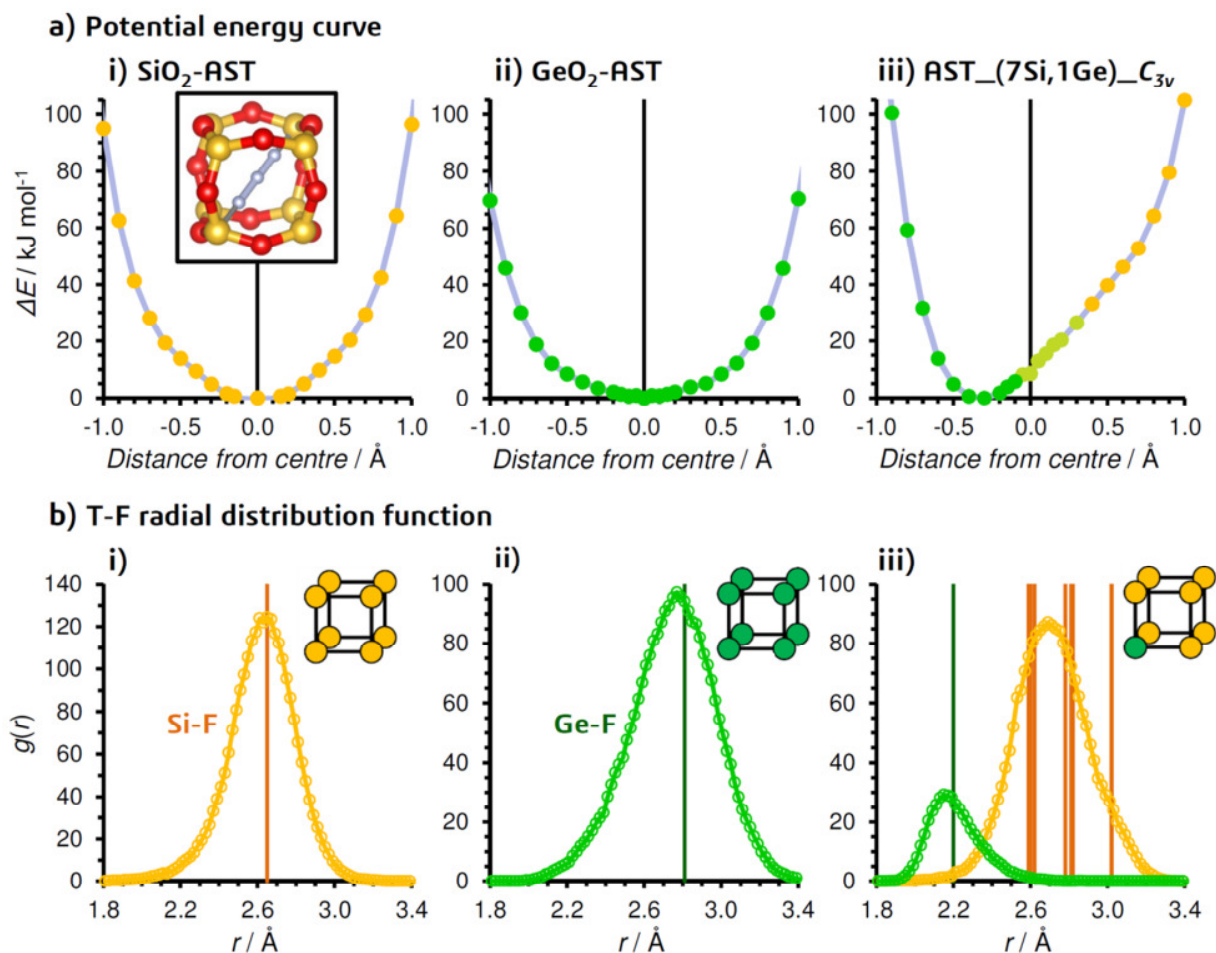 a) Potential energy curve
i) SiO₂-AST
ii) GeO₂-AST
iii) AST_(7Si,1Ge)_C₃ᵥ
ΔE / kJ mol⁻¹
100
80
60
40
20
0
100
80
60
40
20
0
100
80
60
40
20
0
-1.0 -0.5 0.0 0.5 1.0
-1.0 -0.5 0.0 0.5 1.0
-1.0 -0.5 0.0 0.5 1.0
Distance from centre / Å
Distance from centre / Å
Distance from centre / Å
b) T-F radial distribution function
i)
ii)
iii)
g(r)
140
120
100
80
60
40
20
0
Si-F
100
80
60
40
20
0
Ge-F
100
80
60
40
20
0
1.8 2.2 2.6 3.0 3.4
1.8 2.2 2.6 3.0 3.4
1.8 2.2 2.6 3.0 3.4
r / Å
r / Å
r / Å